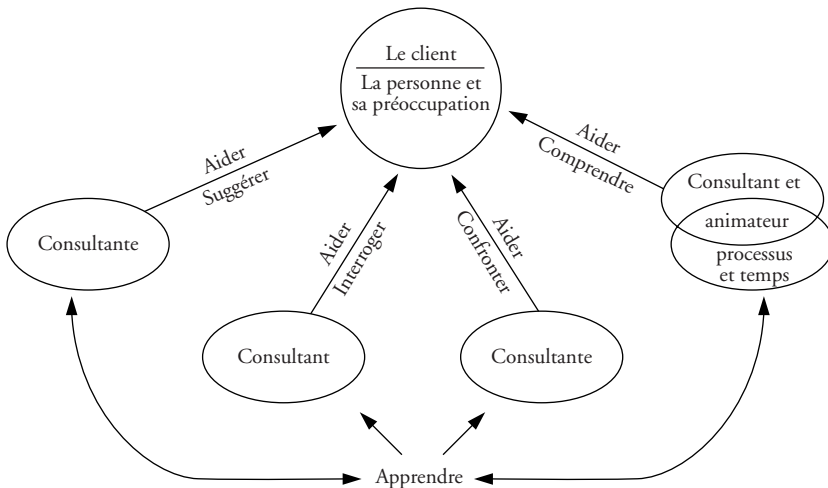 Le client
La personne et
sa préoccupation
Aider
Suggérer
Aider
Interroger
Aider
Confronter
Aider
Comprendre
Consultante
Consultant et
animateur
processus
et temps
Consultant
Consultante
Apprendre